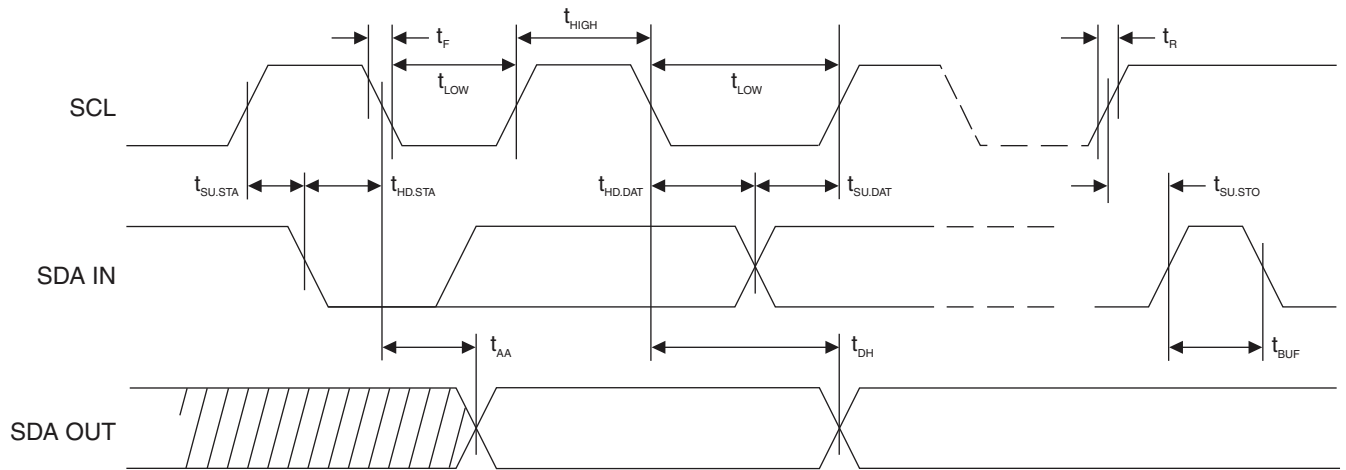 t_HIGH
t_F
t_R
t_LOW
t_LOW
SCL
t_SU.STA
t_HD.STA
t_HD.DAT
t_SU.DAT
t_SU.STO
SDA IN
t_AA
t_DH
t_BUF
SDA OUT